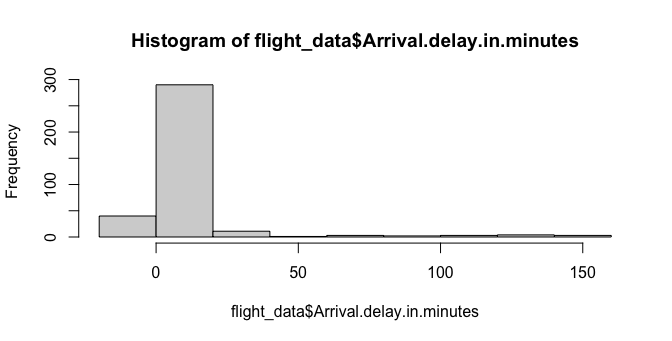 Histogram of flight_data$Arrival.delay.in.minutes
Frequency
300
200
100
0
0 50 100 150
flight_data$Arrival.delay.in.minutes